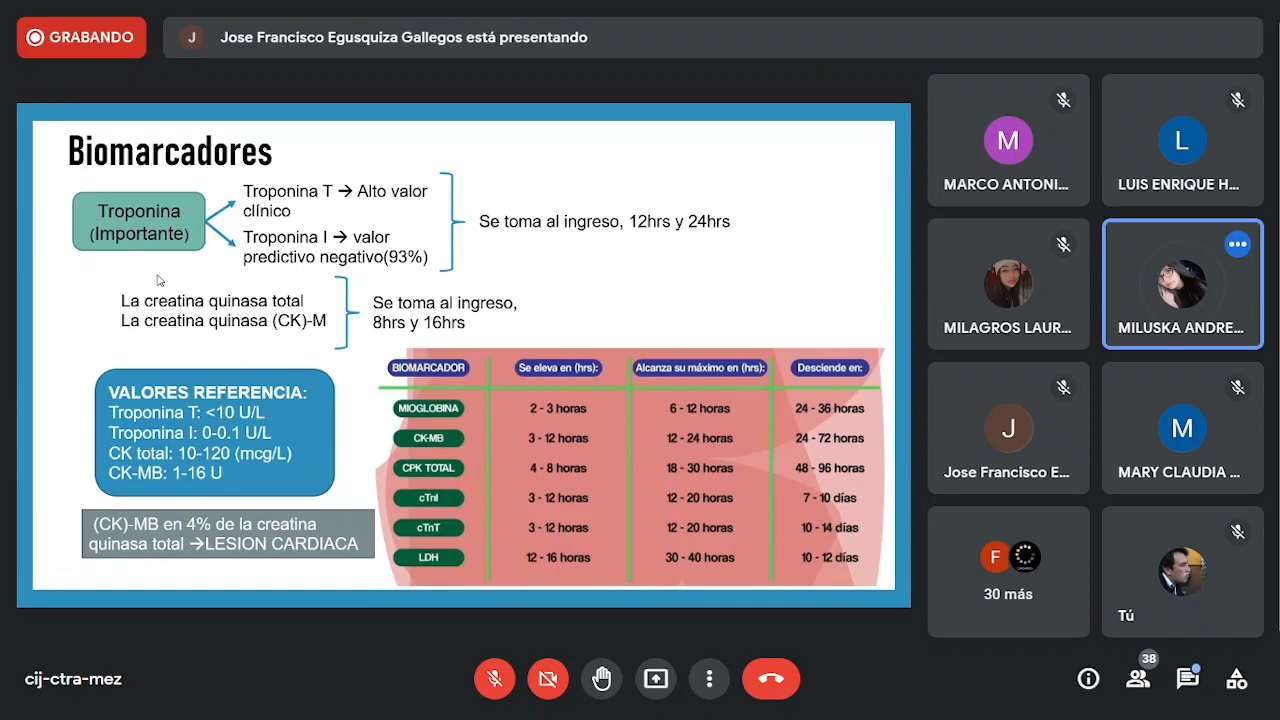 GRABANDO
J
Jose Francisco Egusquiza Gallegos está presentando
Biomarcadores
Troponina
(Importante)
Troponina T → Alto valor
clínico
Troponina I → valor
predictivo negativo(93%)
Se toma al ingreso, 12hrs y 24hrs
La creatina quinasa total
La creatina quinasa (CK)-M
Se toma al ingreso,
8hrs y 16hrs
VALORES REFERENCIA:
Troponina T: <10 U/L
Troponina I: 0-0.1 U/L
CK total: 10-120 (mcg/L)
CK-MB: 1-16 U
(CK)-MB en 4% de la creatina
quinasa total →LESION CARDIACA
BIOMARCADOR Se eleva en (hrs): Alcanza su máximo en (hrs): Desciende en:
MIOGLOBINA 2 - 3 horas 6 - 12 horas 24 - 36 horas
CK-MB 3 - 12 horas 12 - 24 horas 24 - 72 horas
CPK TOTAL 4 - 8 horas 18 - 30 horas 48 - 96 horas
cTnI 3 - 12 horas 12 - 20 horas 7 - 10 días
cTnT 3 - 12 horas 12 - 20 horas 10 - 14 días
LDH 12 - 16 horas 30 - 40 horas 10 - 12 días
M
MARCO ANTONI...
L
LUIS ENRIQUE H...
MILAGROS LAUR...
MILUSKA ANDRE...
J
Jose Francisco E...
M
MARY CLAUDIA ...
F
30 más
Tú
cij-ctra-mez
38